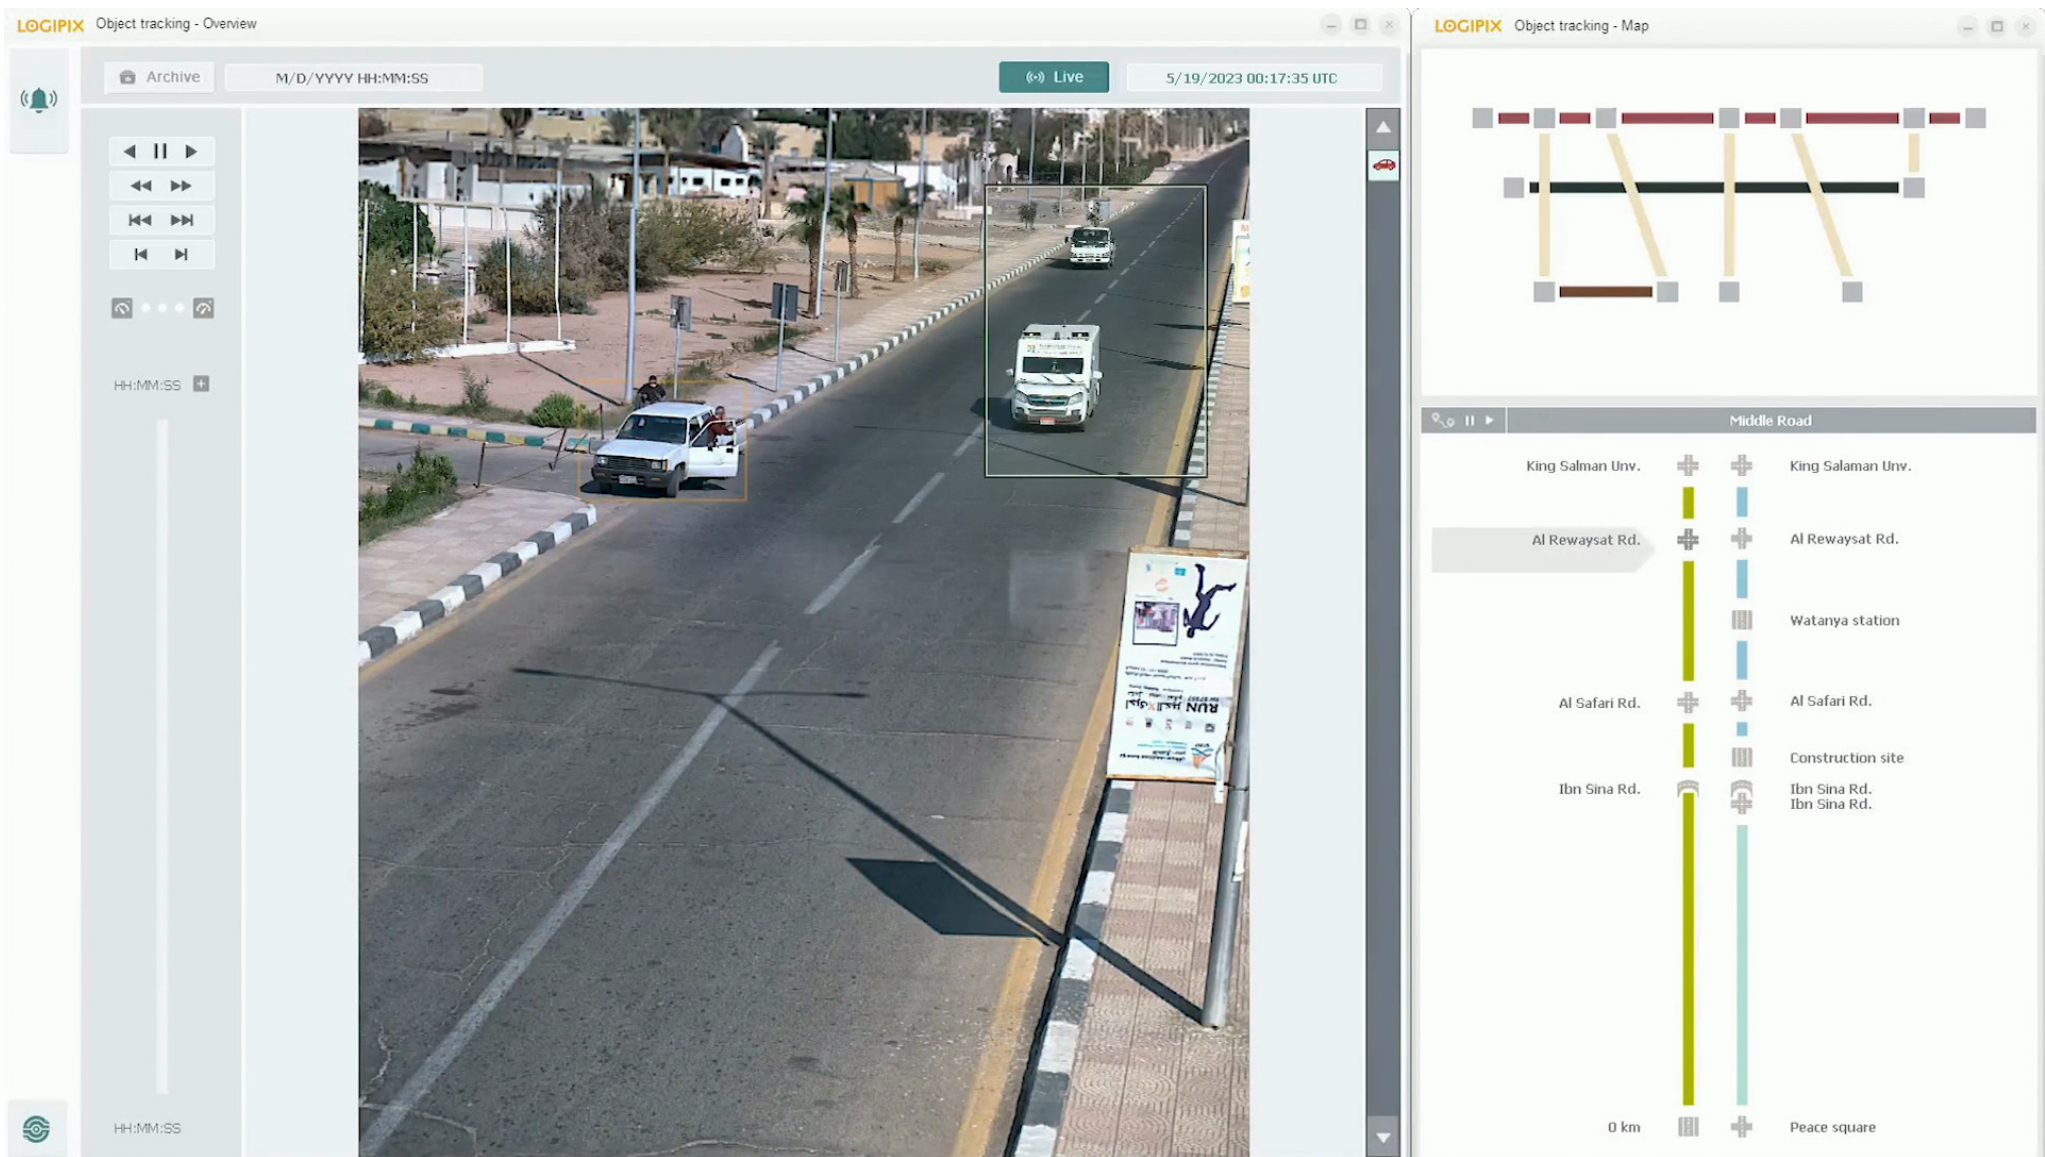 LOGIPIX Object tracking - Overview
Archive
M/D/YYYY HH:MM:SS
Live
5/19/2023 00:17:35 UTC
HH:MM:SS
HH:MM:SS
RUN
LOGIPIX Object tracking - Map
Middle Road
King Salman Unv.
King Salaman Unv.
Al Rewaysat Rd.
Al Rewaysat Rd.
Watanya station
Al Safari Rd.
Al Safari Rd.
Construction site
Ibn Sina Rd.
Ibn Sina Rd.
Ibn Sina Rd.
0 km
Peace square